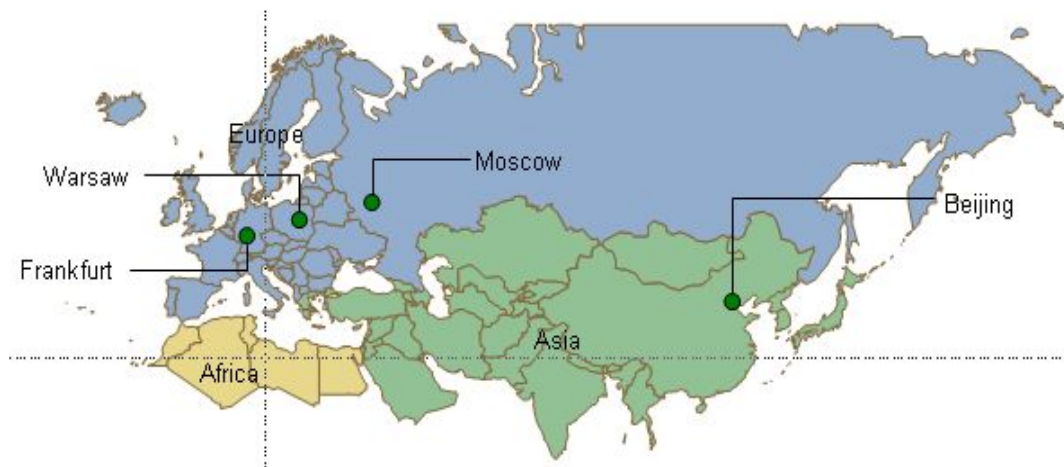 Europe
Moscow
Warsaw
Beijing
Frankfurt
Asia
Africa